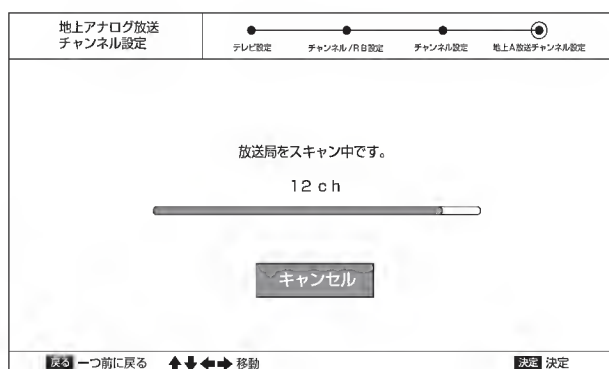 地上アナログ放送
チャンネル設定
テレビ設定 チャンネル/RB設定 チャンネル設定 地上A放送チャンネル設定
放送局をスキャン中です。
12ch
キャンセル
戻る 一つ前に戻る 移動 決定 決定